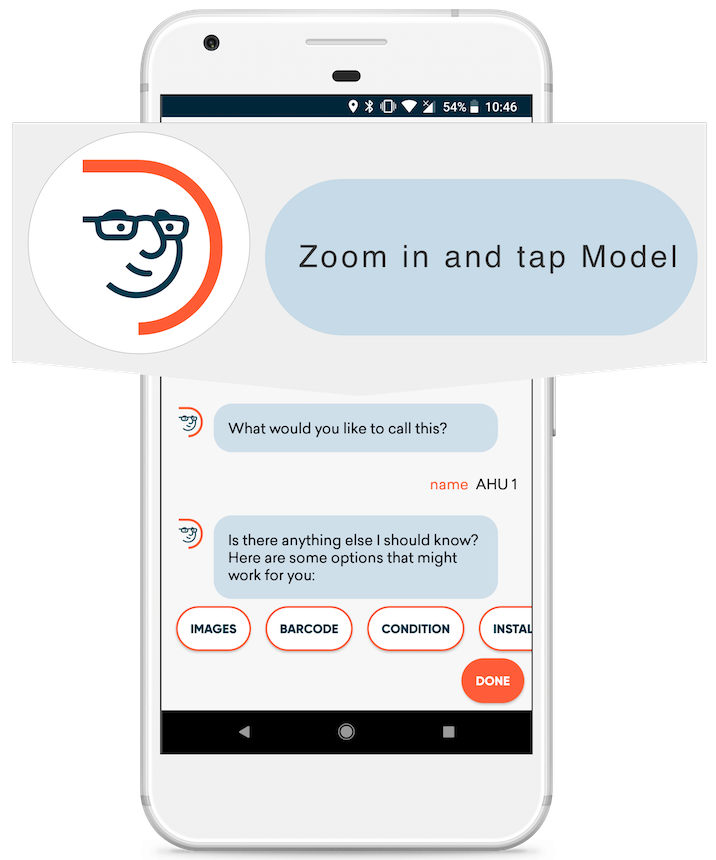 54% 10:46
Zoom in and tap Model
What would you like to call this?
name AHU 1
Is there anything else I should know?
Here are some options that might
work for you:
IMAGES BARCODE CONDITION INSTAL
DONE